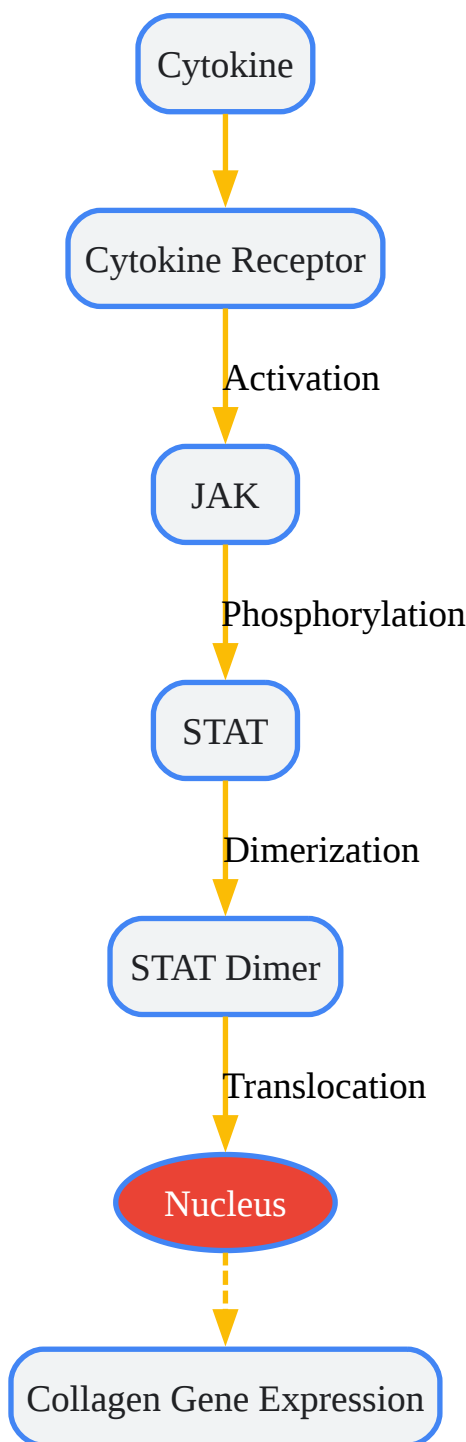 Cytokine
Cytokine Receptor
Activation
JAK
Phosphorylation
STAT
Dimerization
STAT Dimer
Translocation
Nucleus
Collagen Gene Expression